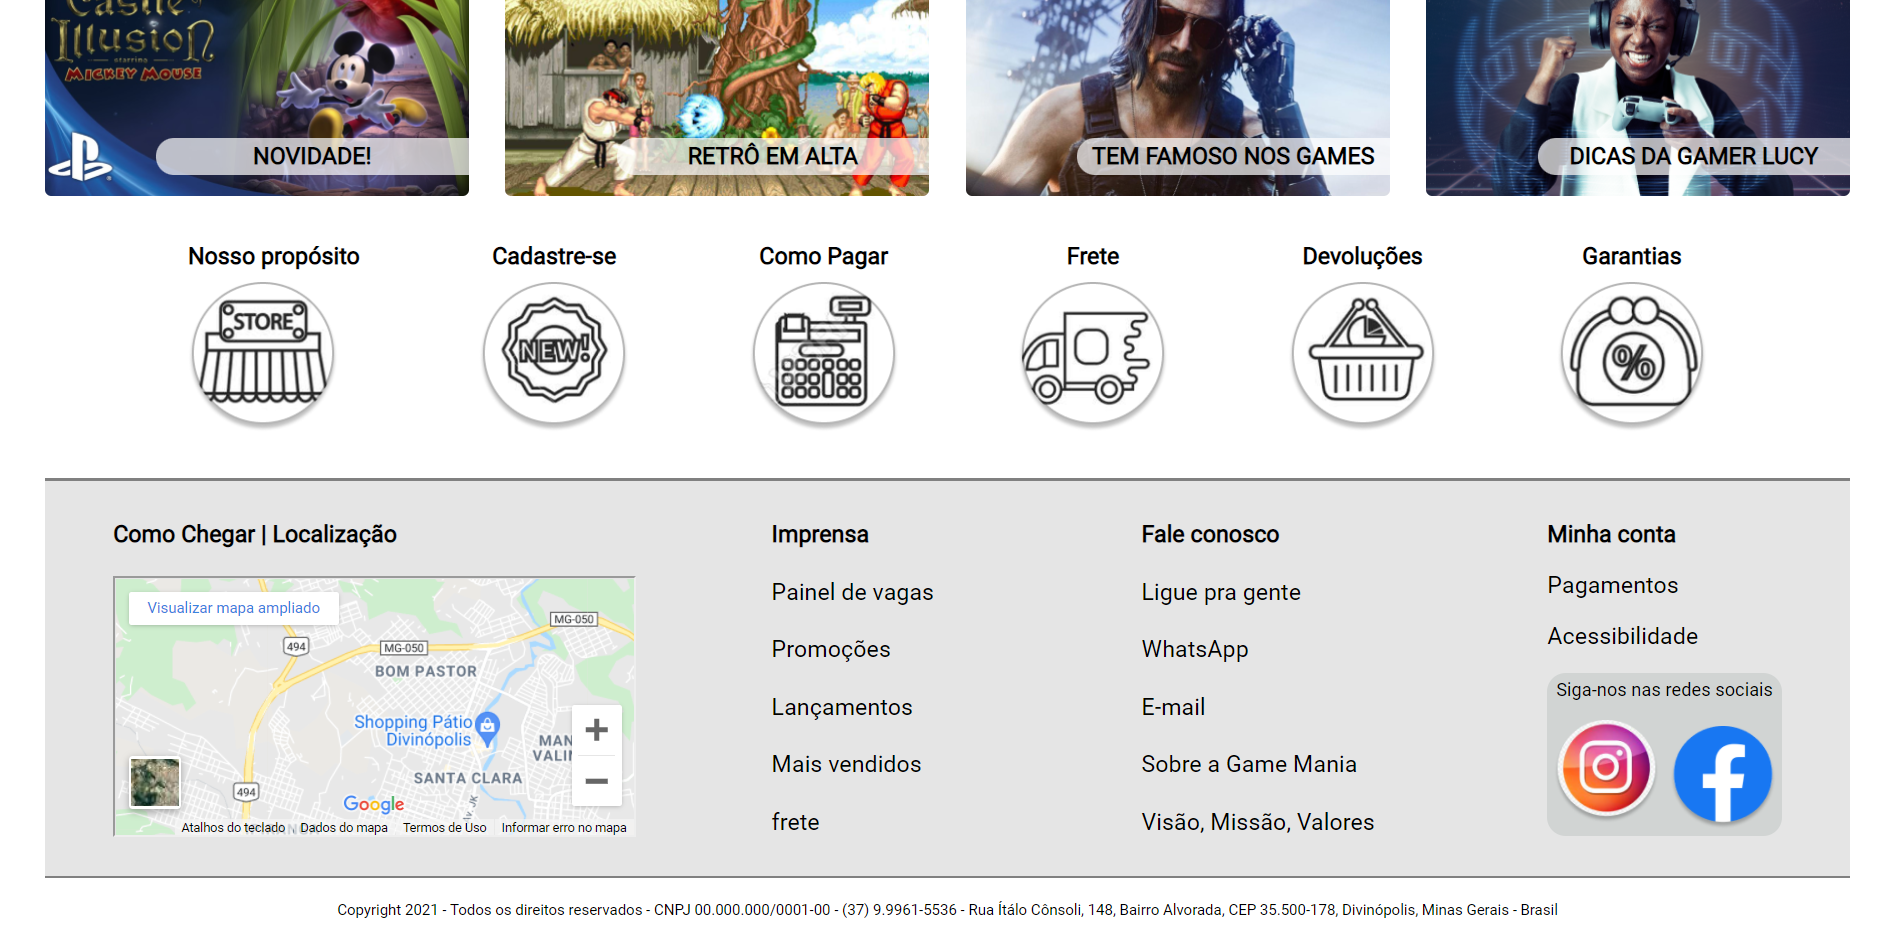 Castle
of
Illusion
starring
MICKEY MOUSE
NOVIDADE!
RETRÔ EM ALTA
TEM FAMOSO NOS GAMES
DICAS DA GAMER LUCY
Nosso propósito
Cadastre-se
Como Pagar
Frete
Devoluções
Garantias
STORE
NEW!
%
Como Chegar | Localização
Visualizar mapa ampliado
494
MG-050
MG-050
BOM PASTOR
Shopping Pátio
Divinópolis
MAN
VALI
SANTA CLARA
494
Google
Atalhos do teclado
Dados do mapa
Termos de Uso
Informar erro no mapa
Imprensa
Painel de vagas
Promoções
Lançamentos
Mais vendidos
frete
Fale conosco
Ligue pra gente
WhatsApp
E-mail
Sobre a Game Mania
Visão, Missão, Valores
Minha conta
Pagamentos
Acessibilidade
Siga-nos nas redes sociais
Copyright 2021 - Todos os direitos reservados - CNPJ 00.000.000/0001-00 - (37) 9.9961-5536 - Rua Ítálo Cônsoli, 148, Bairro Alvorada, CEP 35.500-178, Divinópolis, Minas Gerais - Brasil